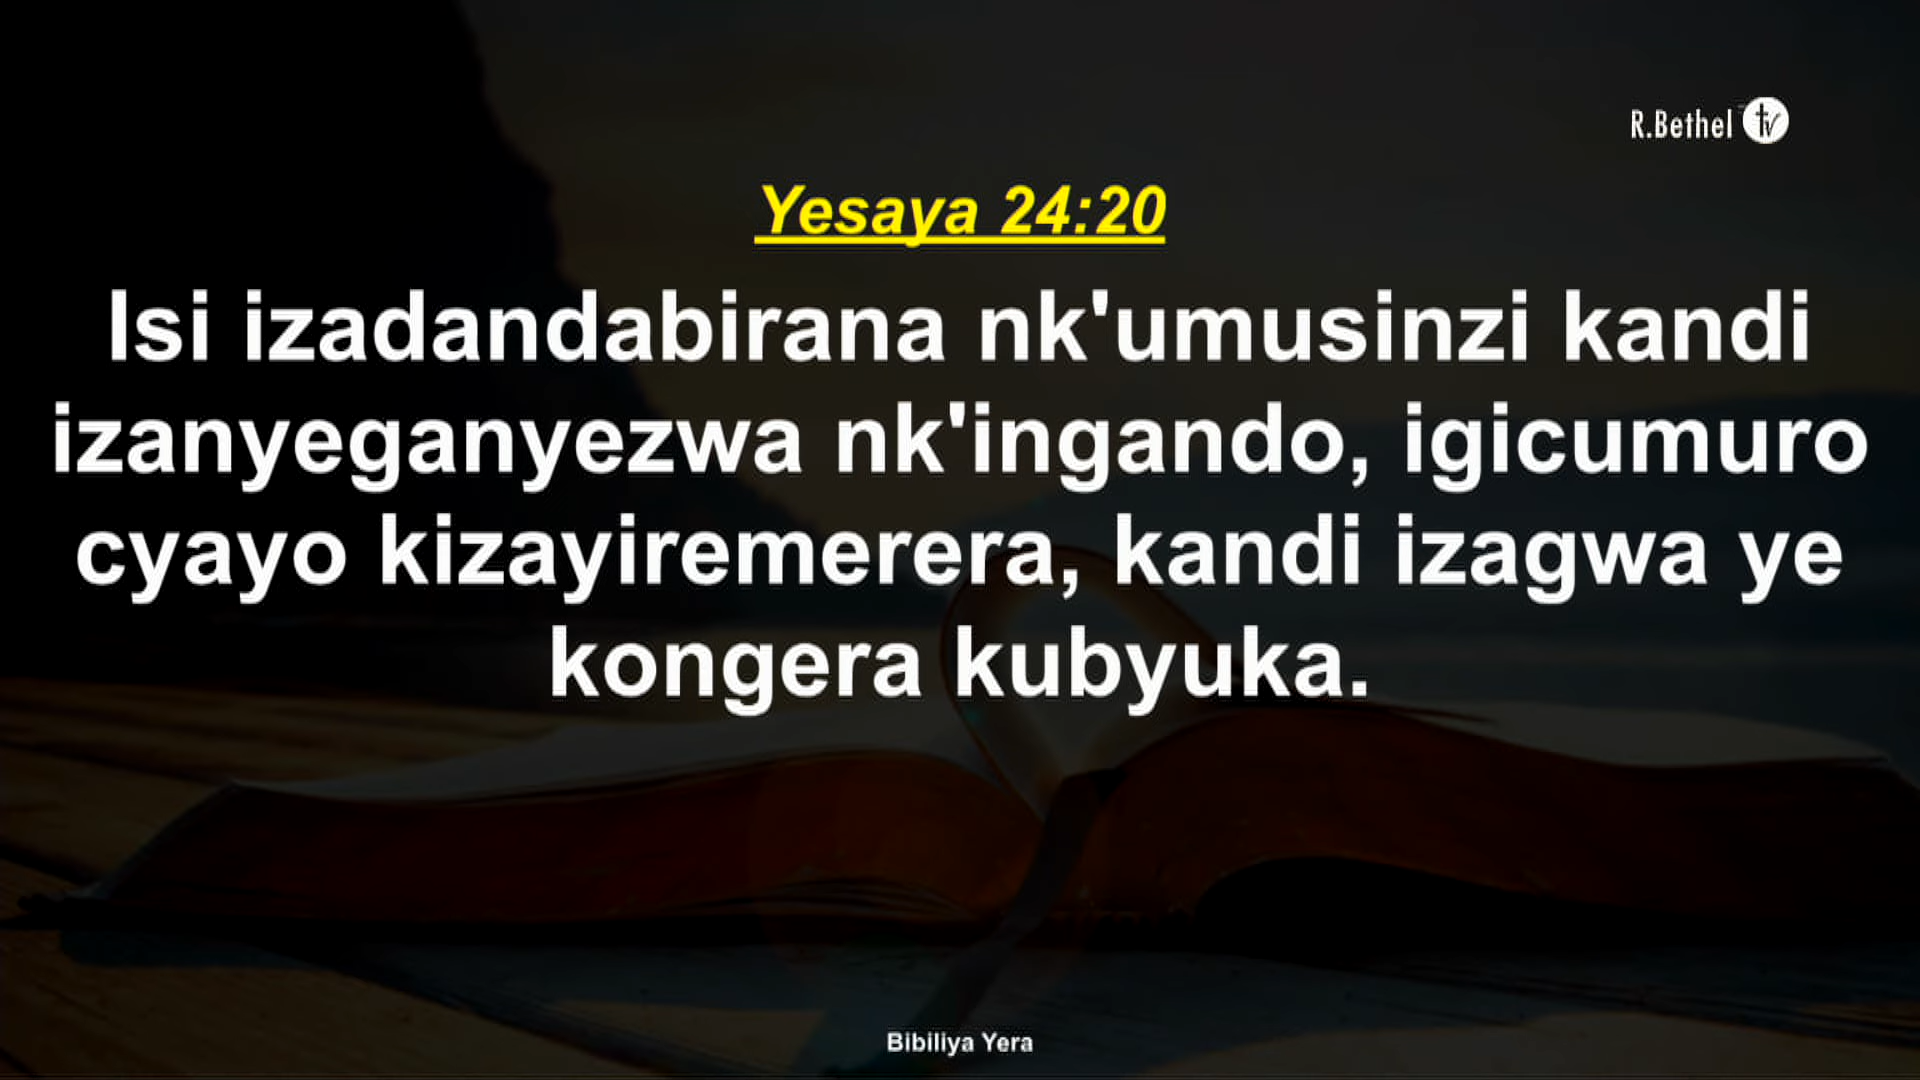 R.Bethel tv
Yesaya 24:20
Isi izadandabirana nk'umusinzi kandi
izanyeganyezwa nk'ingando, igicumuro
cyayo kizayiremerera, kandi izagwa ye
kongera kubyuka.
Bibiliya Yera